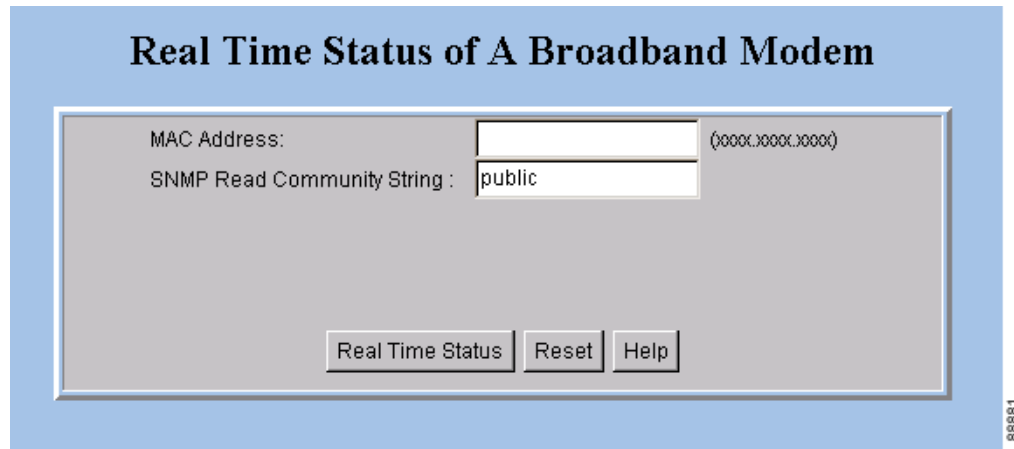 Real Time Status of A Broadband Modem
MAC Address: (xxxx.xxxx.xxxx)
SNMP Read Community String : public
Real Time Status Reset Help
88881